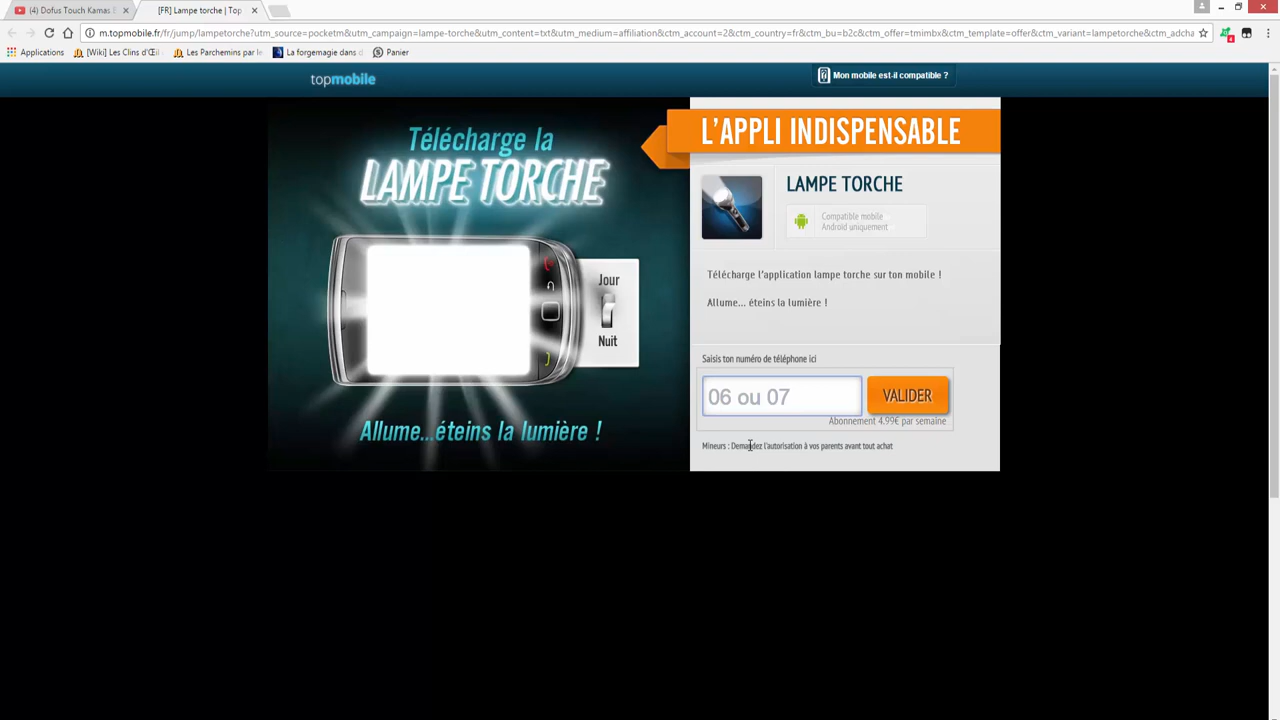 (4) Dofus Touch Kamas
[FR] Lampe torche | Top
m.topmobile.fr/fr/jump/lampetorche?utm_source=pocketm&utm_campaign=lampe-torche&utm_content=txt&utm_medium=affiliation&ctm_account=2&ctm_country=fr&ctm_bu=b2c&ctm_offer=tmimbx&ctm_template=offer&ctm_variant=lampetorche&ctm_adcha
Applications
[Wiki] Les Clins d'Œil
Les Parchemins par le
La forgemagie dans d
Panier
topmobile
Mon mobile est-il compatible ?
Télécharge la
LAMPE TORCHE
Jour
Nuit
Allume...éteins la lumière !
L'APPLI INDISPENSABLE
LAMPE TORCHE
Compatible mobile
Android uniquement
Télécharge l'application lampe torche sur ton mobile !
Allume... éteins la lumière !
Saisis ton numéro de téléphone ici
06 ou 07
VALIDER
Abonnement 4.99€ par semaine
Mineurs : Demandez l'autorisation à vos parents avant tout achat